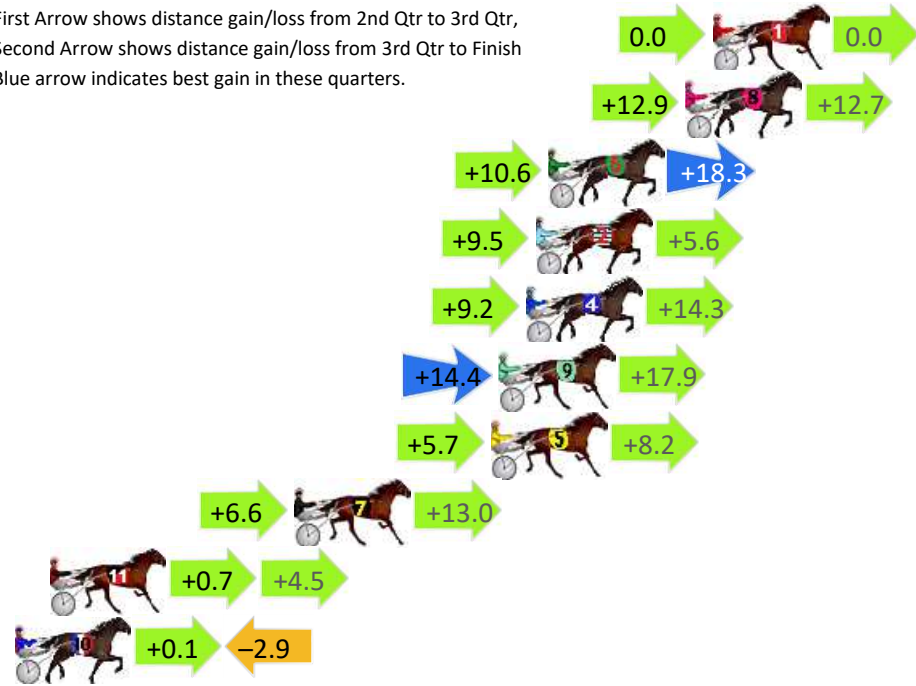 First Arrow shows distance gain/loss from 2nd Qtr to 3rd Qtr,
Second Arrow shows distance gain/loss from 3rd Qtr to Finish
Blue arrow indicates best gain in these quarters.
0.0 1 0.0
+12.9 8 +12.7
+10.6 6 +18.3
+9.5 2 +5.6
+9.2 4 +14.3
+14.4 9 +17.9
+5.7 5 +8.2
+6.6 7 +13.0
11 +0.7 +4.5
10 +0.1 –2.9